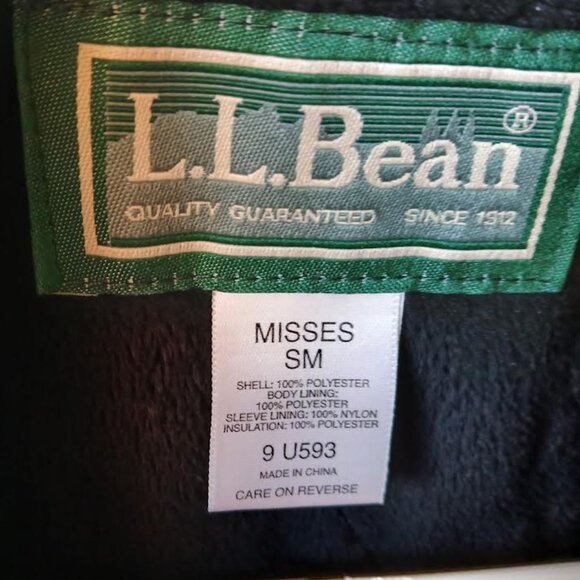 L.L.Bean®
QUALITY GUARANTEED SINCE 1912
MISSES
SM
SHELL: 100% POLYESTER
BODY LINING:
100% POLYESTER
SLEEVE LINING: 100% NYLON
INSULATION: 100% POLYESTER
9 U593
MADE IN CHINA
CARE ON REVERSE